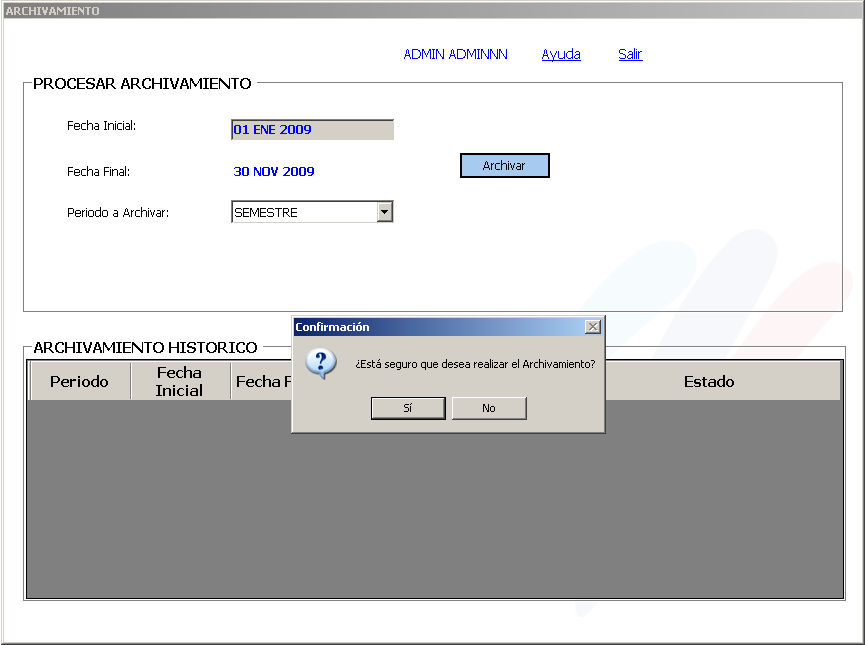 ARCHIVAMIENTO
ADMIN ADMINNN Ayuda Salir
PROCESAR ARCHIVAMIENTO
Fecha Inicial: 01 ENE 2009
Fecha Final: 30 NOV 2009 Archivar
Periodo a Archivar: SEMESTRE
Confirmación
¿Está seguro que desea realizar el Archivamiento?
Sí No
ARCHIVAMIENTO HISTORICO
Periodo Fecha Inicial Fecha F Estado